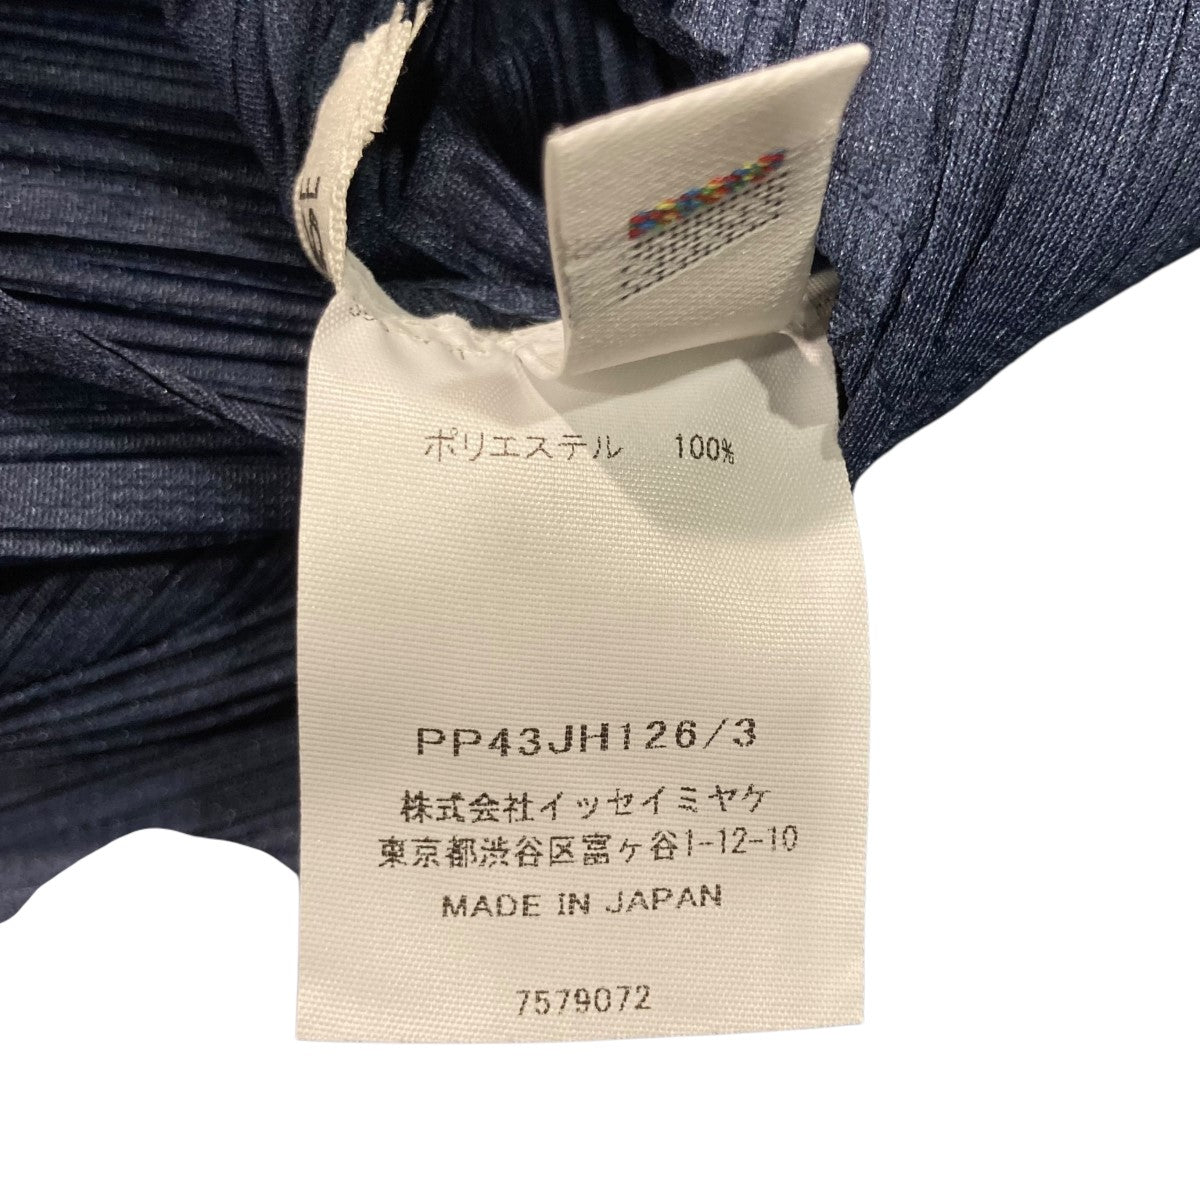 ポリエステル 100%
PP43JH126/3
株式会社イッセイミヤケ
東京都渋谷区富ヶ谷1-12-10
MADE IN JAPAN
7579072